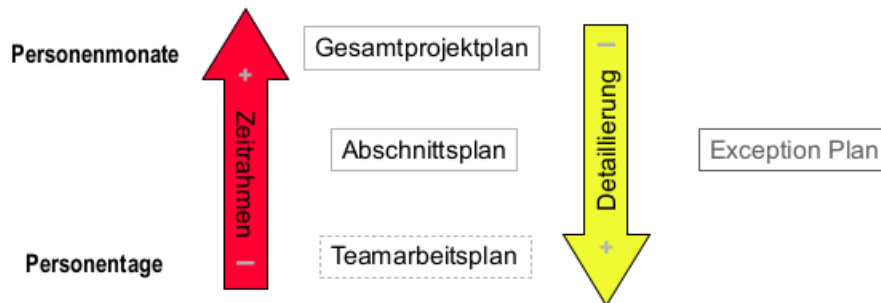 Personenmonate
Gesamtprojektplan
+
Zeitrahmen
−
−
Detaillierung
+
Abschnittsplan
Exception Plan
Personentage
Teamarbeitsplan